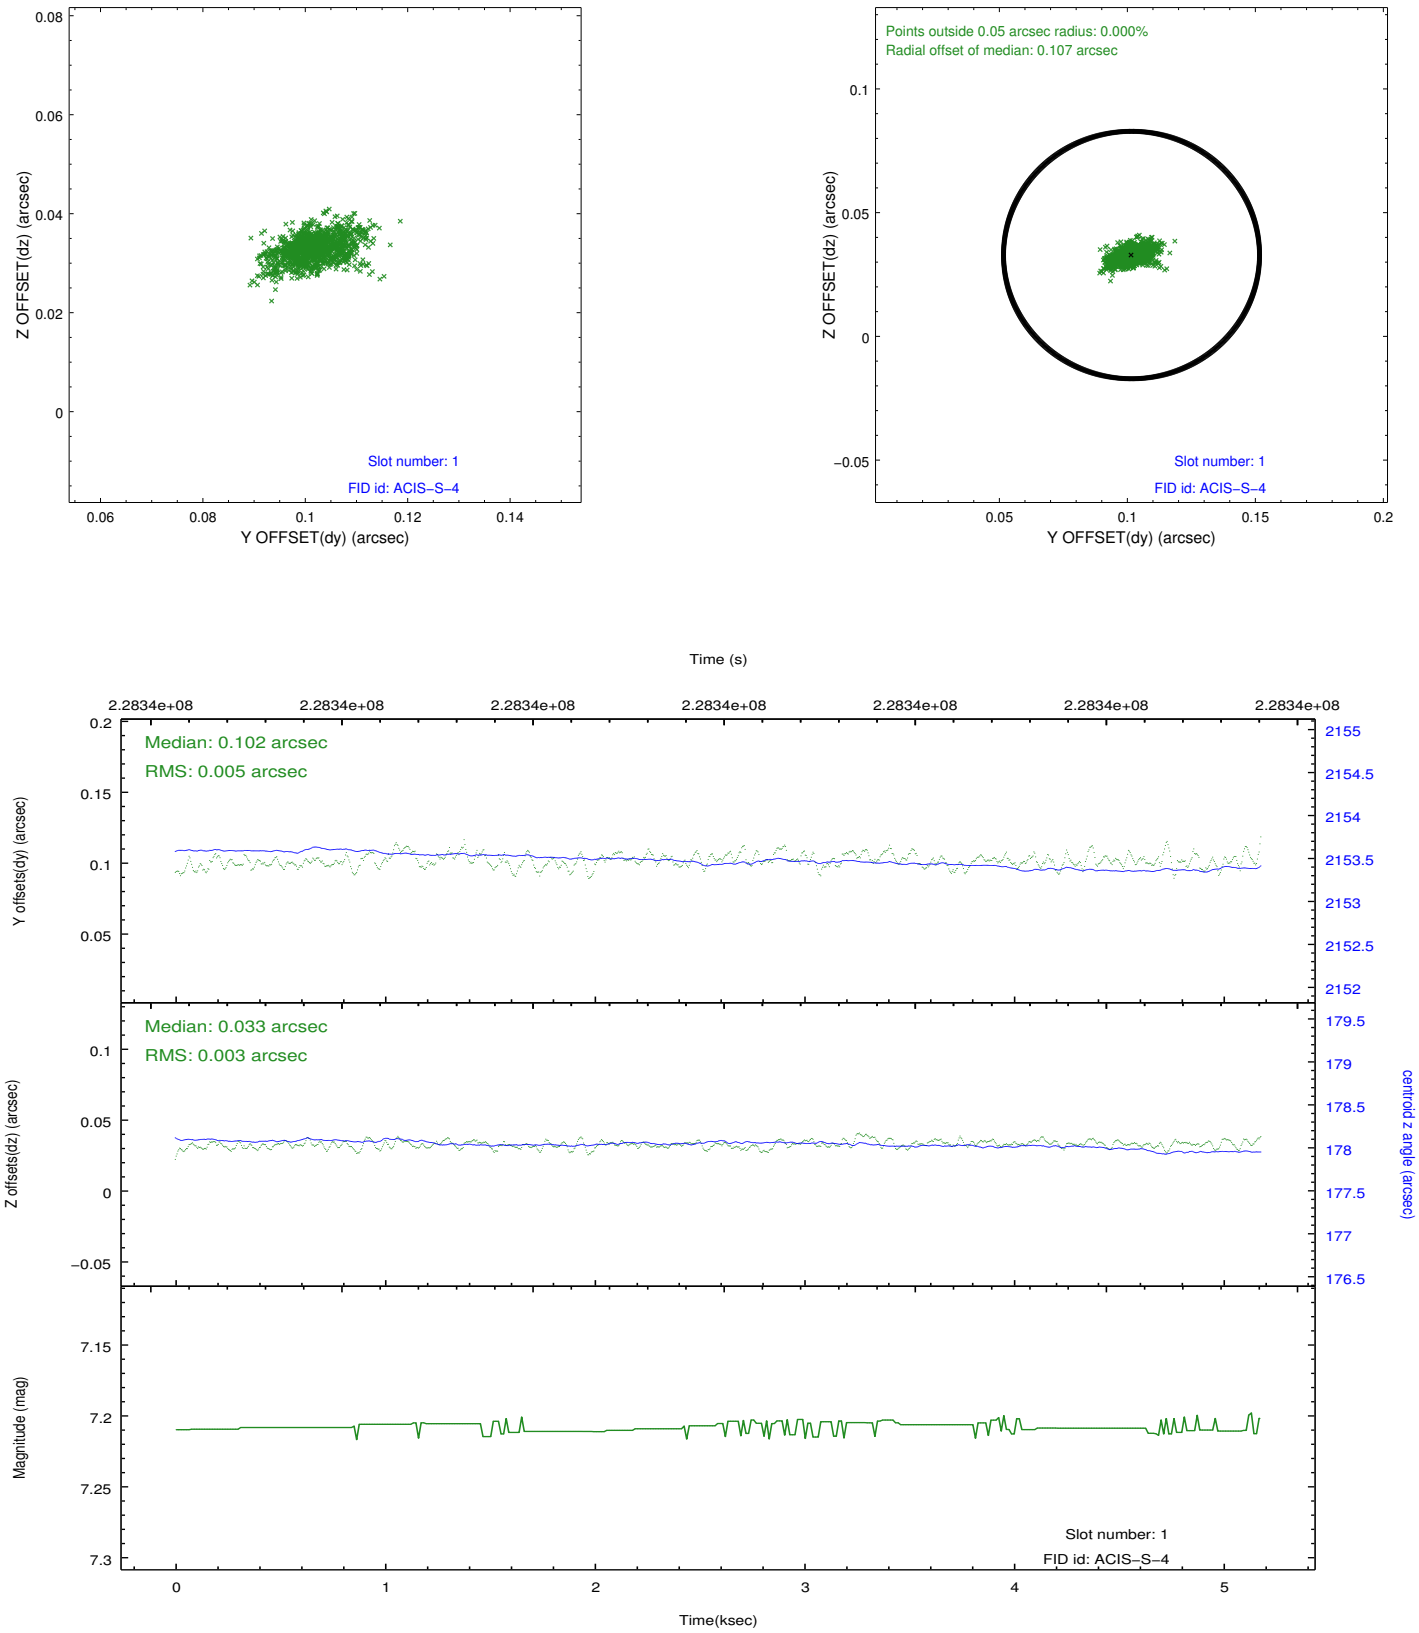 0.08
0.06
0.04
0.02
0
Z OFFSET(dz) (arcsec)
Slot number: 1
FID id: ACIS−S−4
0.06 0.08 0.1 0.12 0.14
Y OFFSET(dy) (arcsec)
Points outside 0.05 arcsec radius: 0.000%
Radial offset of median: 0.107 arcsec
0.1
0.05
0
−0.05
Z OFFSET(dz) (arcsec)
Slot number: 1
FID id: ACIS−S−4
0.05 0.1 0.15 0.2
Y OFFSET(dy) (arcsec)
Time (s)
2.2834e+08 2.2834e+08 2.2834e+08 2.2834e+08 2.2834e+08 2.2834e+08 2.2834e+08
Median: 0.102 arcsec
RMS: 0.005 arcsec
0.2
0.15
0.1
0.05
Y offsets(dy) (arcsec)
2155
2154.5
2154
2153.5
2153
2152.5
2152
Median: 0.033 arcsec
RMS: 0.003 arcsec
0.1
0.05
0
−0.05
Z offsets(dz) (arcsec)
179.5
179
178.5
178
177.5
177
176.5
centroid z angle (arcsec)
7.15
7.2
7.25
7.3
Magnitude (mag)
Slot number: 1
FID id: ACIS−S−4
0 1 2 3 4 5
Time(ksec)